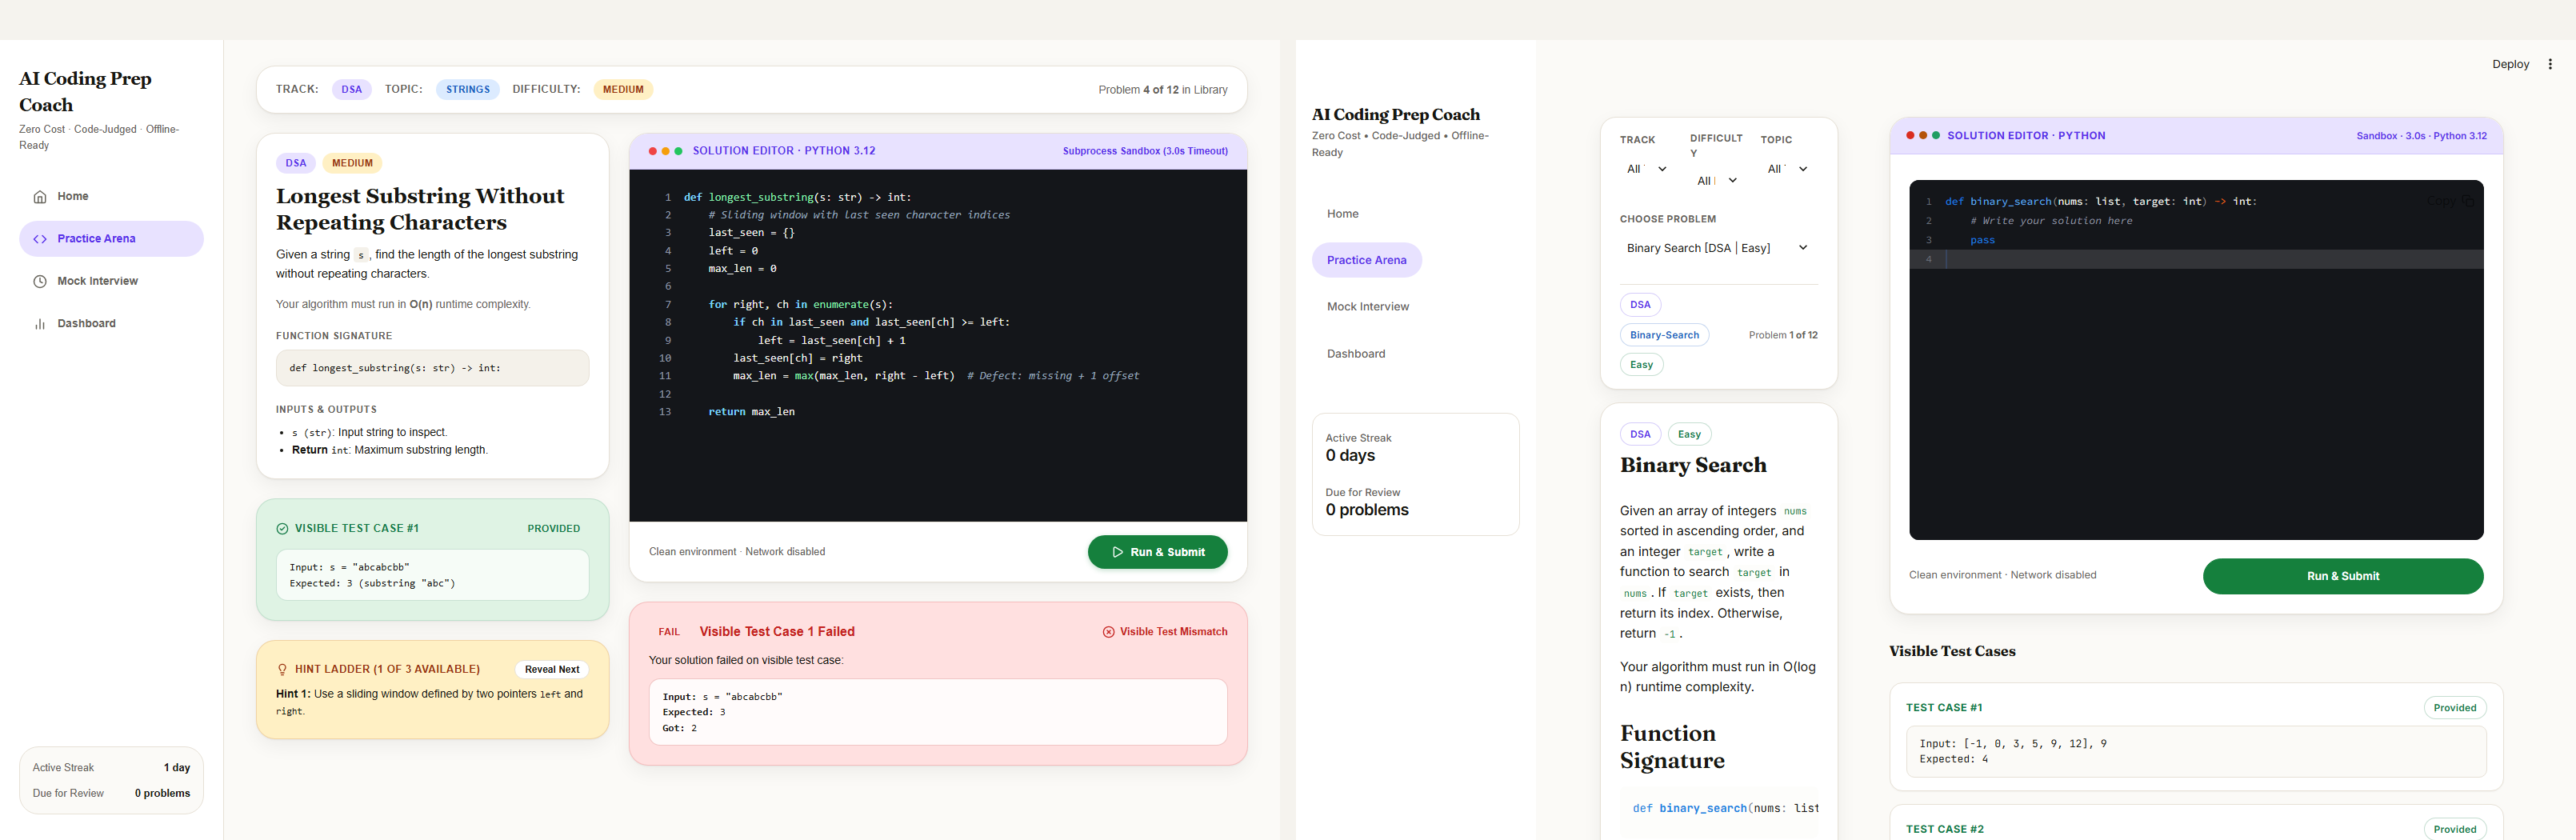 AI Coding Prep
Coach
Zero Cost · Code-Judged · Offline-
Ready
Home
Practice Arena
Mock Interview
Dashboard
Active Streak 1 day
Due for Review 0 problems
TRACK: DSA TOPIC: STRINGS DIFFICULTY: MEDIUM Problem 4 of 12 in Library
DSA MEDIUM
Longest Substring Without
Repeating Characters
Given a string s , find the length of the longest substring
without repeating characters.
Your algorithm must run in O(n) runtime complexity.
FUNCTION SIGNATURE
def longest_substring(s: str) -> int:
INPUTS & OUTPUTS
• s (str): Input string to inspect.
• Return int: Maximum substring length.
VISIBLE TEST CASE #1 PROVIDED
Input: s = "abcabcbb"
Expected: 3 (substring "abc")
HINT LADDER (1 OF 3 AVAILABLE) Reveal Next
Hint 1: Use a sliding window defined by two pointers left and
right.
SOLUTION EDITOR · PYTHON 3.12 Subprocess Sandbox (3.0s Timeout)
1 def longest_substring(s: str) -> int:
2     # Sliding window with last seen character indices
3     last_seen = {}
4     left = 0
5     max_len = 0
6
7     for right, ch in enumerate(s):
8         if ch in last_seen and last_seen[ch] >= left:
9             left = last_seen[ch] + 1
10         last_seen[ch] = right
11         max_len = max(max_len, right - left)  # Defect: missing + 1 offset
12
13     return max_len
Clean environment · Network disabled Run & Submit
FAIL Visible Test Case 1 Failed Visible Test Mismatch
Your solution failed on visible test case:
Input: s = "abcabcbb"
Expected: 3
Got: 2
AI Coding Prep Coach
Zero Cost • Code-Judged • Offline-
Ready
Home
Practice Arena
Mock Interview
Dashboard
Active Streak
0 days
Due for Review
0 problems
Deploy
TRACK DIFFICULT
Y TOPIC
All All All
CHOOSE PROBLEM
Binary Search [DSA | Easy]
DSA
Binary-Search Problem 1 of 12
Easy
DSA Easy
Binary Search
Given an array of integers nums
sorted in ascending order, and
an integer target , write a
function to search target in
nums . If target exists, then
return its index. Otherwise,
return -1 .
Your algorithm must run in O(log
n) runtime complexity.
Function
Signature
def binary_search(nums: list
SOLUTION EDITOR · PYTHON Sandbox · 3.0s · Python 3.12
Copy
1 def binary_search(nums: list, target: int) -> int:
2     # Write your solution here
3     pass
4
Clean environment · Network disabled Run & Submit
Visible Test Cases
TEST CASE #1 Provided
Input: [-1, 0, 3, 5, 9, 12], 9
Expected: 4
TEST CASE #2 Provided